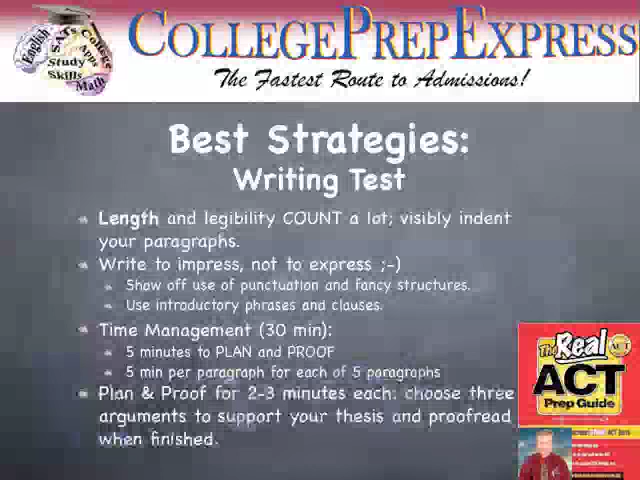 English
SATs
College
Apps
Study
Skills
Math
COLLEGEPREPEXPRESS
The Fastest Route to Admissions!
Best Strategies:
Writing Test
Length and legibility COUNT a lot; visibly indent
your paragraphs.
Write to impress, not to express ;-)
Show off use of punctuation and fancy structures.
Use introductory phrases and clauses.
Time Management (30 min):
5 minutes to PLAN and PROOF
5 min per paragraph for each of 5 paragraphs
Plan & Proof for 2-3 minutes each: choose three
arguments to support your thesis and proofread
when finished.
The Real
ACT
Prep Guide